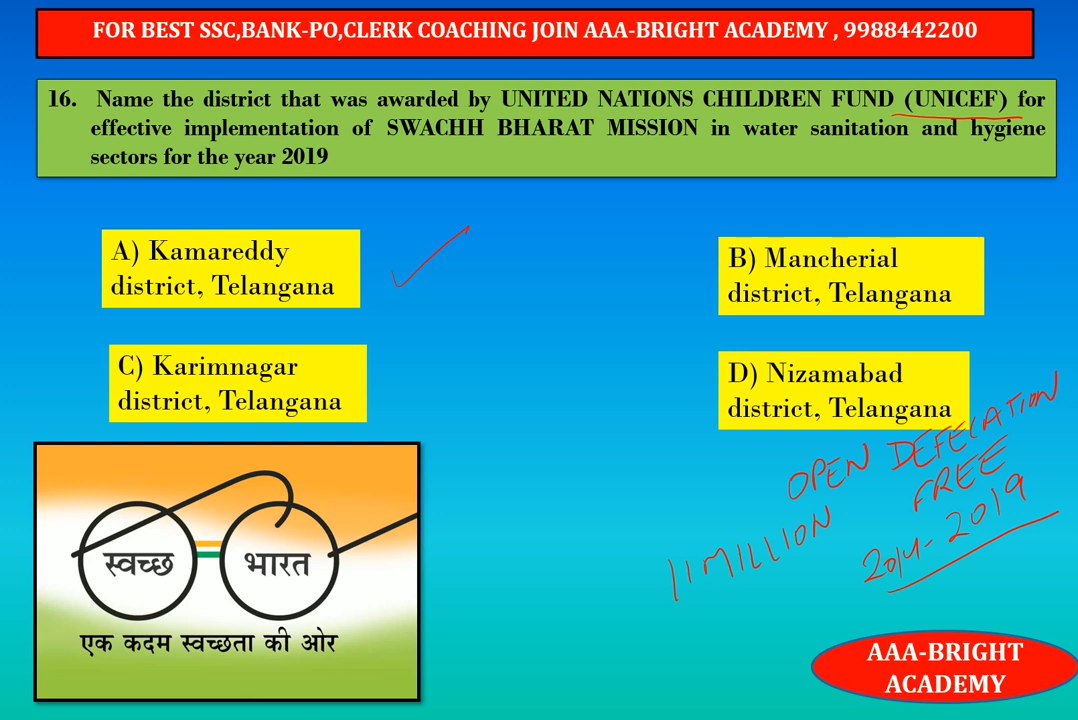 FOR BEST SSC,BANK-PO,CLERK COACHING JOIN AAA-BRIGHT ACADEMY , 9988442200
16. Name the district that was awarded by UNITED NATIONS CHILDREN FUND (UNICEF) for
effective implementation of SWACHH BHARAT MISSION in water sanitation and hygiene
sectors for the year 2019
A) Kamareddy
district, Telangana
B) Mancherial
district, Telangana
C) Karimnagar
district, Telangana
D) Nizamabad
district, Telangana
OPEN DEFECATION
FREE
11 MILLION
2014-2019
स्वच्छ भारत
एक कदम स्वच्छता की ओर
AAA-BRIGHT
ACADEMY